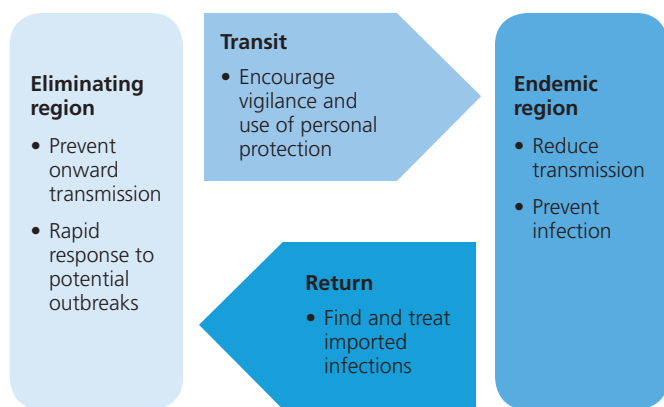 Eliminating
region
• Prevent
onward
transmission
• Rapid
response to
potential
outbreaks
Transit
• Encourage
vigilance and
use of personal
protection
Endemic
region
• Reduce
transmission
• Prevent
infection
Return
• Find and treat
imported
infections